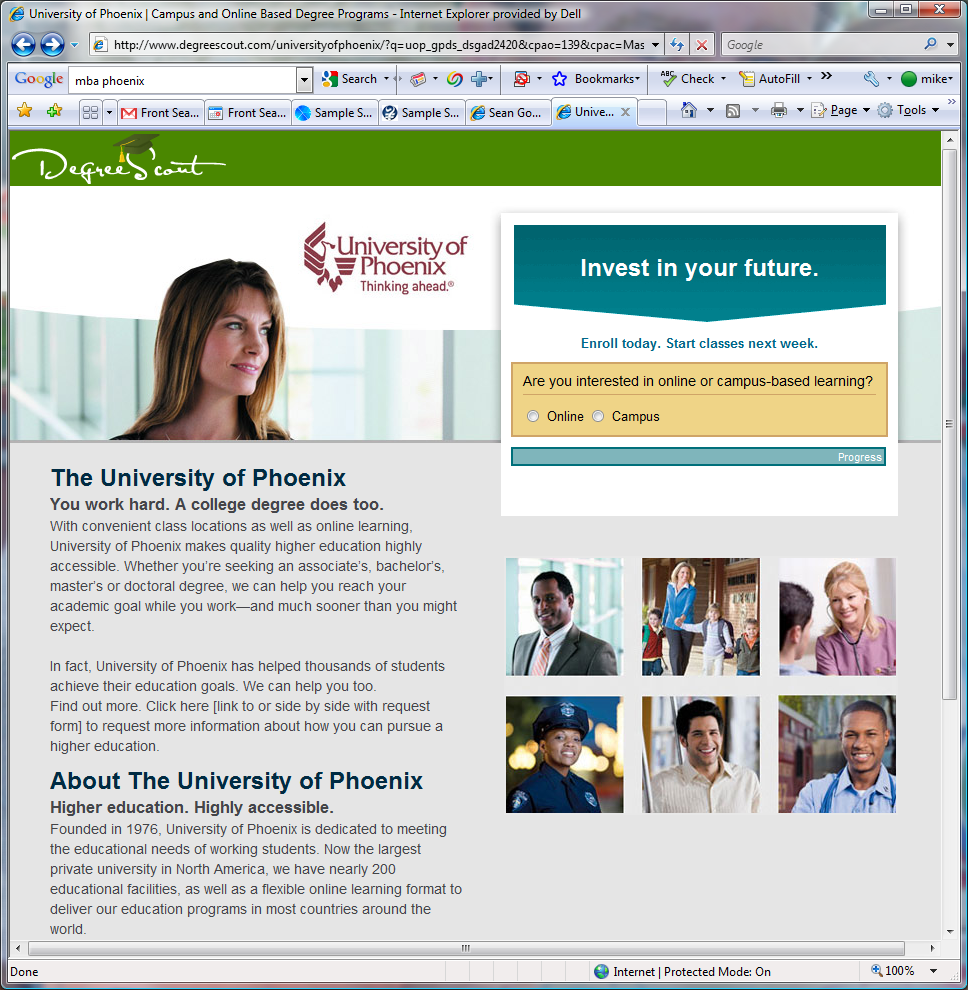 University of Phoenix | Campus and Online Based Degree Programs - Internet Explorer provided by Dell
http://www.degreescout.com/universityofphoenix/?q=uop_gpds_dsgad2420&cpao=139&cpac=Mas
Google
Google mba phoenix Search Bookmarks ABC Check AutoFill mike
Front Sea... Front Sea... Sample S... Sample S... Sean Go... Unive... Page Tools
DegreeScout
University of
Phoenix
Thinking ahead.®
Invest in your future.
Enroll today. Start classes next week.
Are you interested in online or campus-based learning?
Online Campus
Progress
The University of Phoenix
You work hard. A college degree does too.
With convenient class locations as well as online learning,
University of Phoenix makes quality higher education highly
accessible. Whether you're seeking an associate's, bachelor's,
master's or doctoral degree, we can help you reach your
academic goal while you work—and much sooner than you might
expect.
In fact, University of Phoenix has helped thousands of students
achieve their education goals. We can help you too.
Find out more. Click here [link to or side by side with request
form] to request more information about how you can pursue a
higher education.
About The University of Phoenix
Higher education. Highly accessible.
Founded in 1976, University of Phoenix is dedicated to meeting
the educational needs of working students. Now the largest
private university in North America, we have nearly 200
educational facilities, as well as a flexible online learning format to
deliver our education programs in most countries around the
world.
Done
Internet | Protected Mode: On
100%